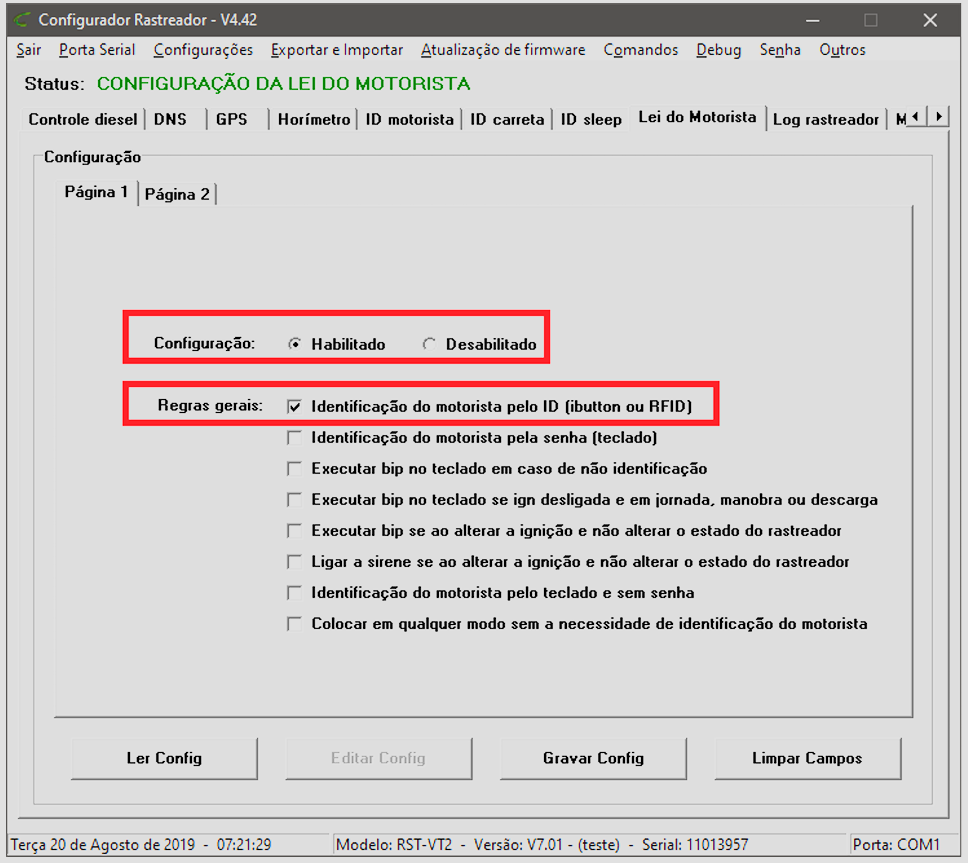 Configurador Rastreador - V4.42
Sair Porta Serial Configurações Exportar e Importar Atualização de firmware Comandos Debug Senha Outros
Status: CONFIGURAÇÃO DA LEI DO MOTORISTA
Controle diesel DNS GPS Horímetro ID motorista ID carreta ID sleep Lei do Motorista Log rastreador M
Configuração
Página 1 Página 2
Configuração: Habilitado Desabilitado
Regras gerais: Identificação do motorista pelo ID (ibutton ou RFID)
Identificação do motorista pela senha (teclado)
Executar bip no teclado em caso de não identificação
Executar bip no teclado se ign desligada e em jornada, manobra ou descarga
Executar bip se ao alterar a ignição e não alterar o estado do rastreador
Ligar a sirene se ao alterar a ignição e não alterar o estado do rastreador
Identificação do motorista pelo teclado e sem senha
Colocar em qualquer modo sem a necessidade de identificação do motorista
Ler Config Editar Config Gravar Config Limpar Campos
Terça 20 de Agosto de 2019 - 07:21:29 Modelo: RST-VT2 - Versão: V7.01 - (teste) - Serial: 11013957 Porta: COM1